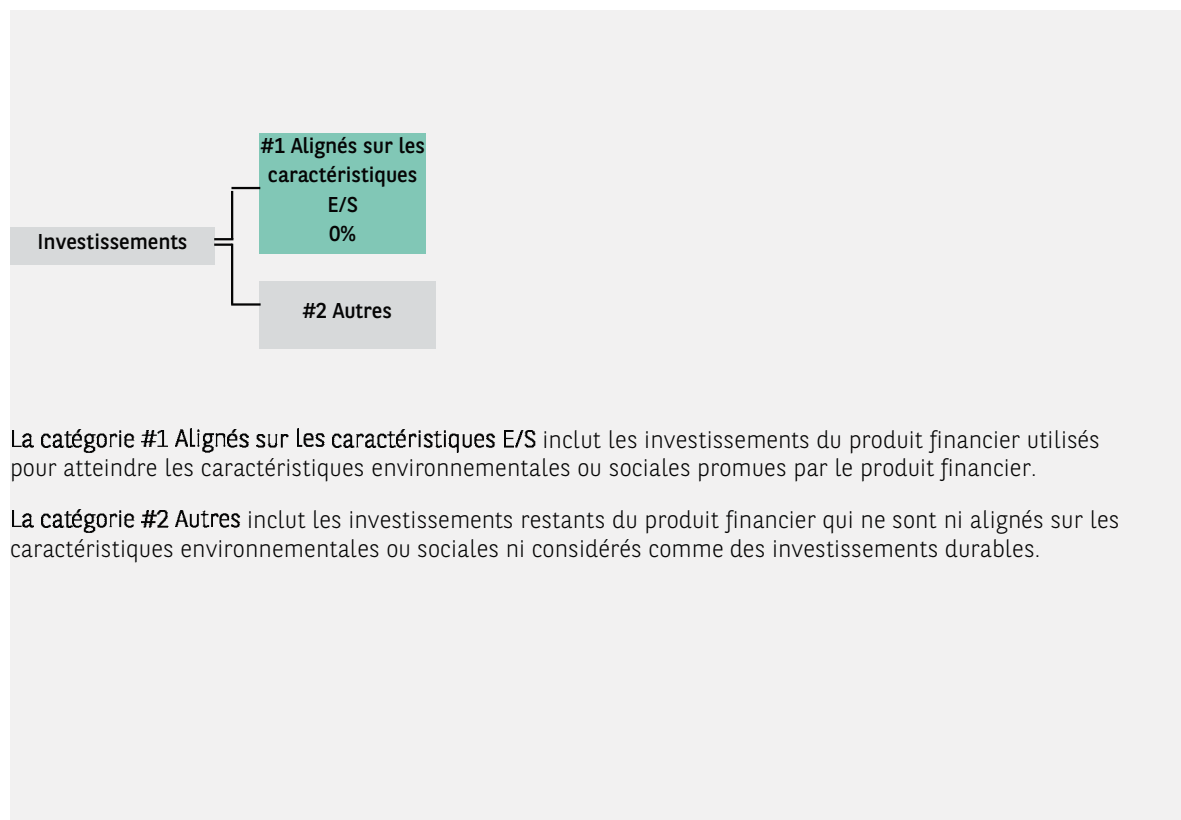 #1 Alignés sur les
caractéristiques
E/S
0%
Investissements
#2 Autres
La catégorie #1 Alignés sur les caractéristiques E/S inclut les investissements du produit financier utilisés
pour atteindre les caractéristiques environnementales ou sociales promues par le produit financier.
La catégorie #2 Autres inclut les investissements restants du produit financier qui ne sont ni alignés sur les
caractéristiques environnementales ou sociales ni considérés comme des investissements durables.